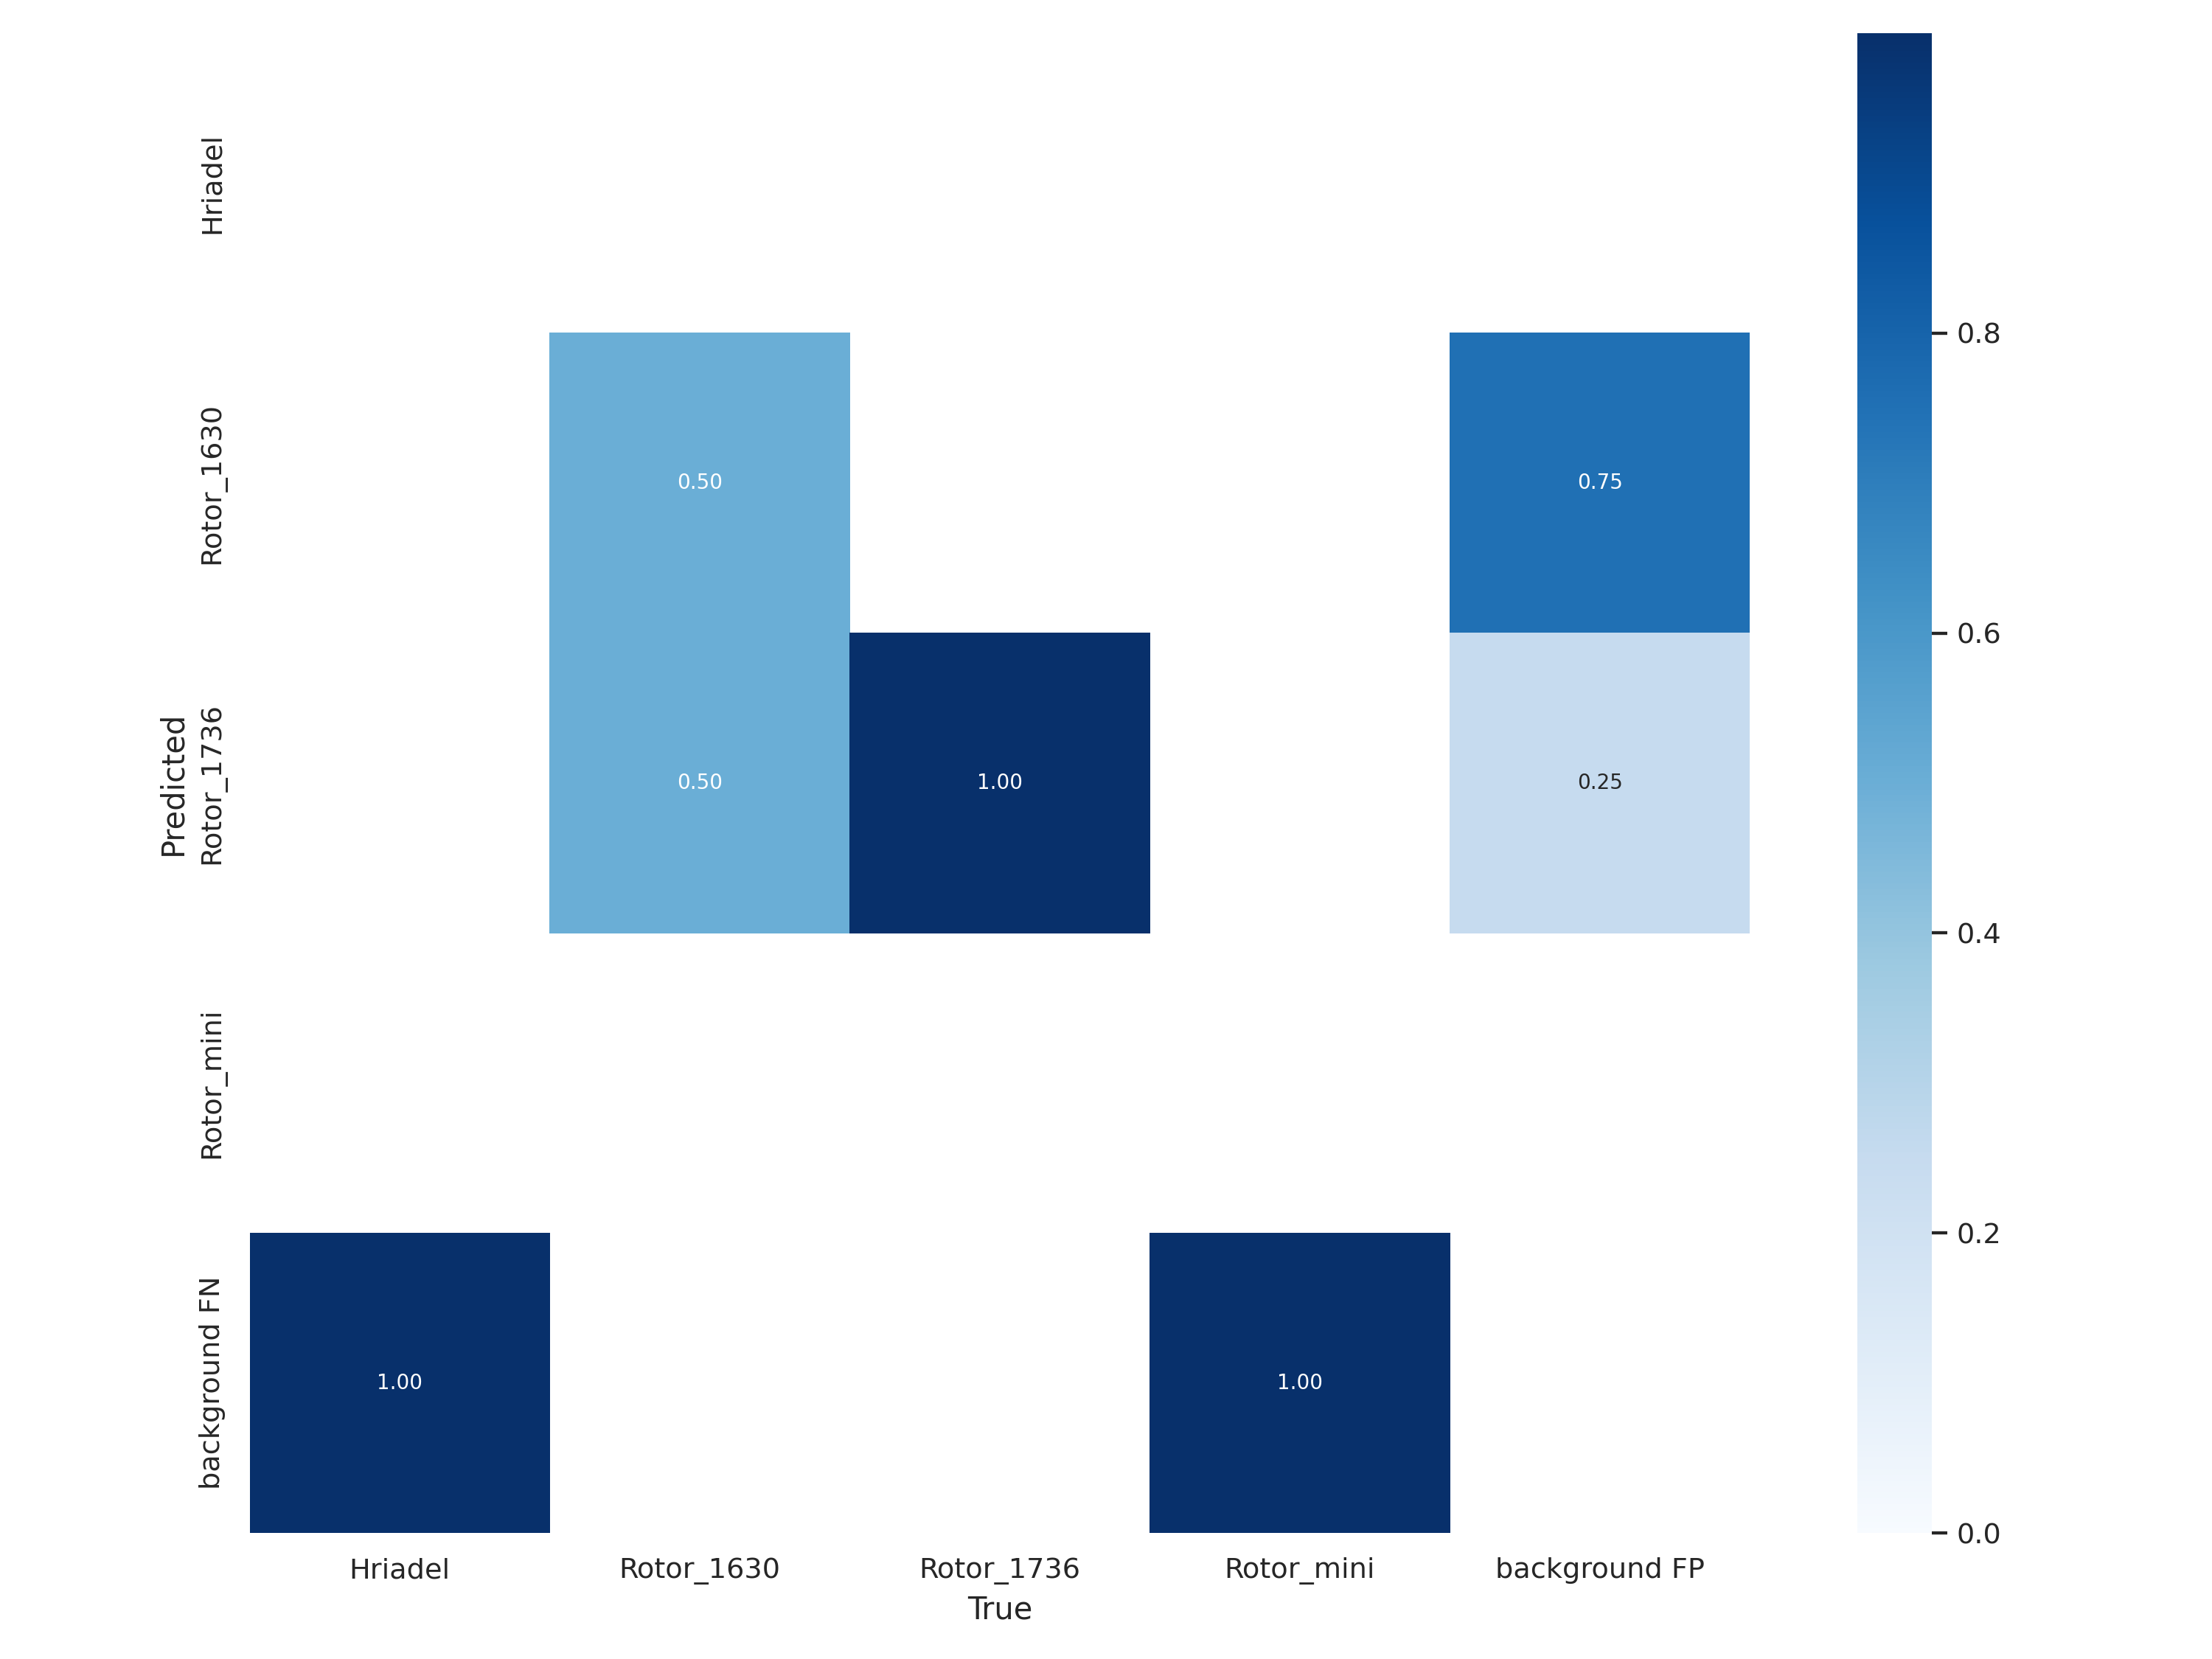 Predicted
Hriadel
Rotor_1630
Rotor_1736
Rotor_mini
background FN
0.50
0.75
0.50
1.00
0.25
1.00
1.00
Hriadel
Rotor_1630
Rotor_1736
Rotor_mini
background FP
True
0.8
0.6
0.4
0.2
0.0